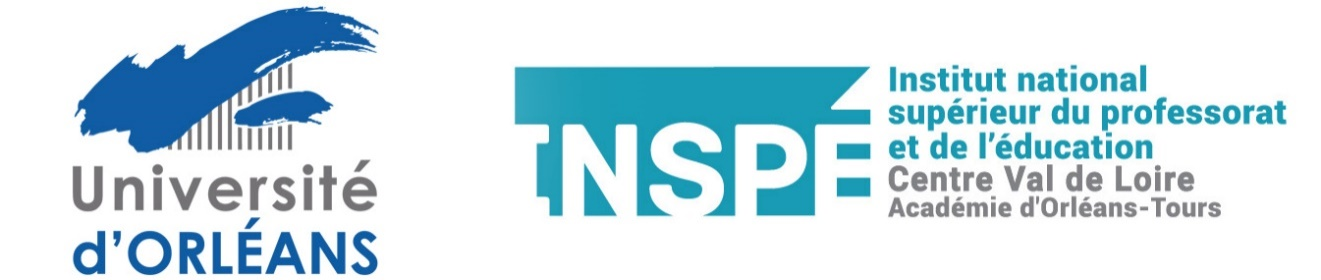 Université
d'ORLÉANS
INSPÉ
Institut national
supérieur du professorat
et de l'éducation
Centre Val de Loire
Académie d'Orléans-Tours